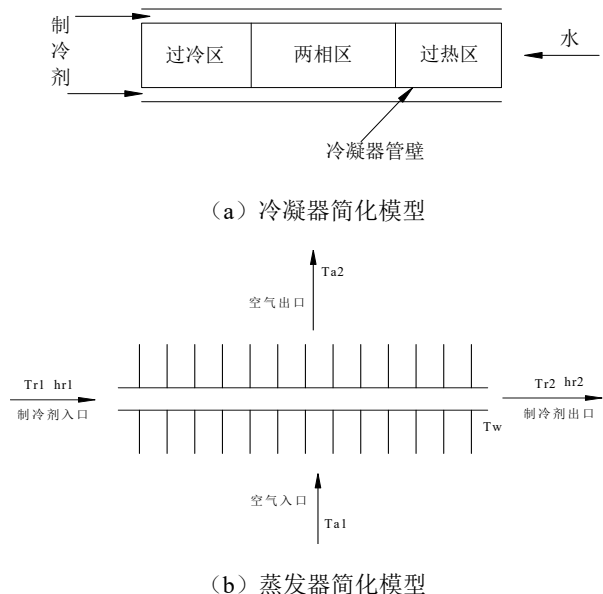 制冷剂
过冷区 两相区 过热区
水
冷凝器管壁
(a)冷凝器简化模型
Ta2
空气出口
Tr1 hr1
制冷剂入口
Tr2 hr2
制冷剂出口
Tw
空气入口
Ta1
(b)蒸发器简化模型